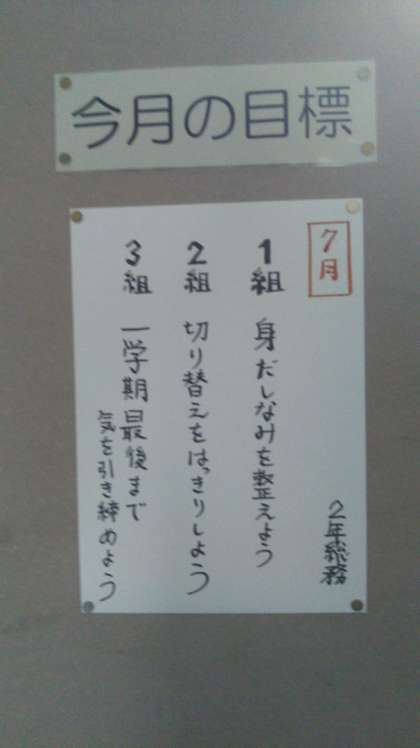 今月の目標
7月
2年総務
1組 身だしなみを整えよう
2組 切り替えをはっきりしよう
3組 一学期最後まで
気を引き締めよう